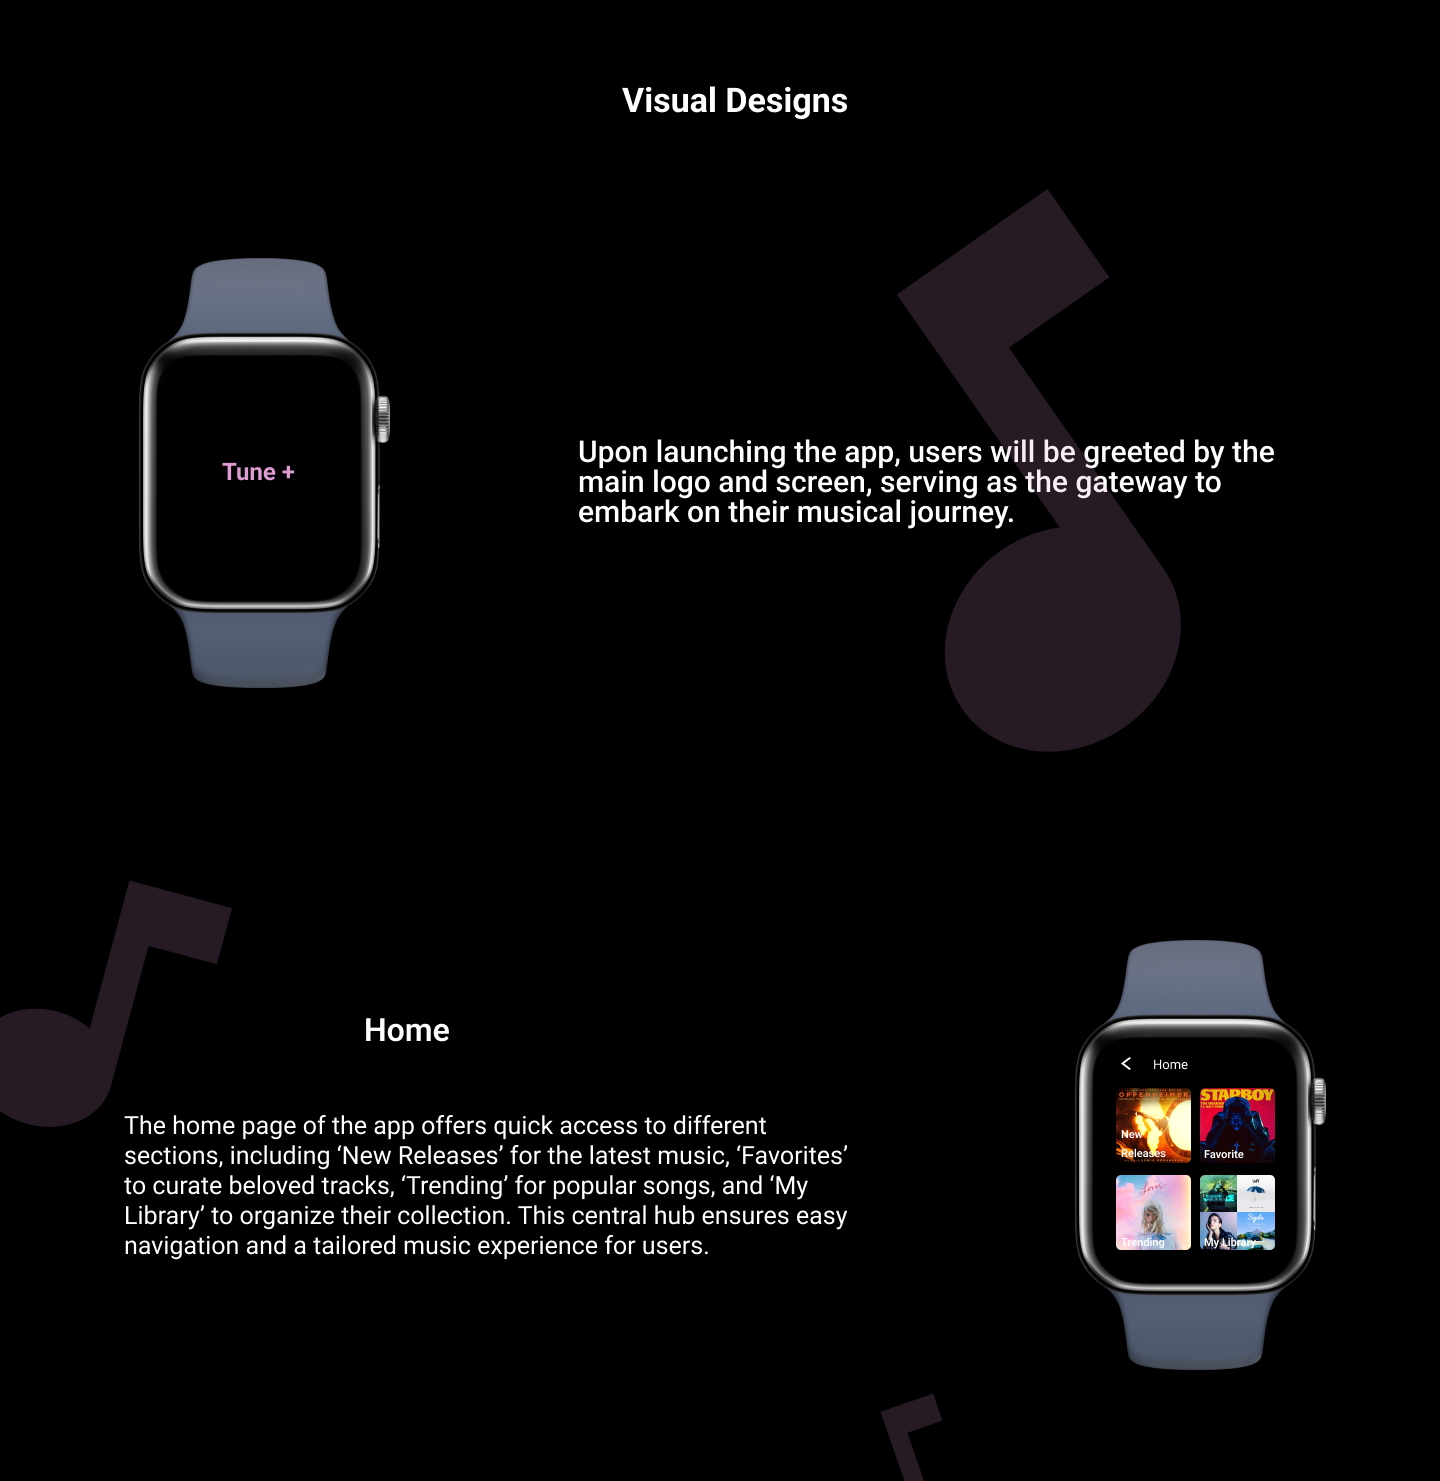 Visual Designs
Tune +
Upon launching the app, users will be greeted by the
main logo and screen, serving as the gateway to
embark on their musical journey.
Home
The home page of the app offers quick access to different
sections, including ‘New Releases’ for the latest music, ‘Favorites’
to curate beloved tracks, ‘Trending’ for popular songs, and ‘My
Library’ to organize their collection. This central hub ensures easy
navigation and a tailored music experience for users.
Home
OPPENHEIMER
New
Releases
STARBOY
Favorite
Lover
Trending
My Library